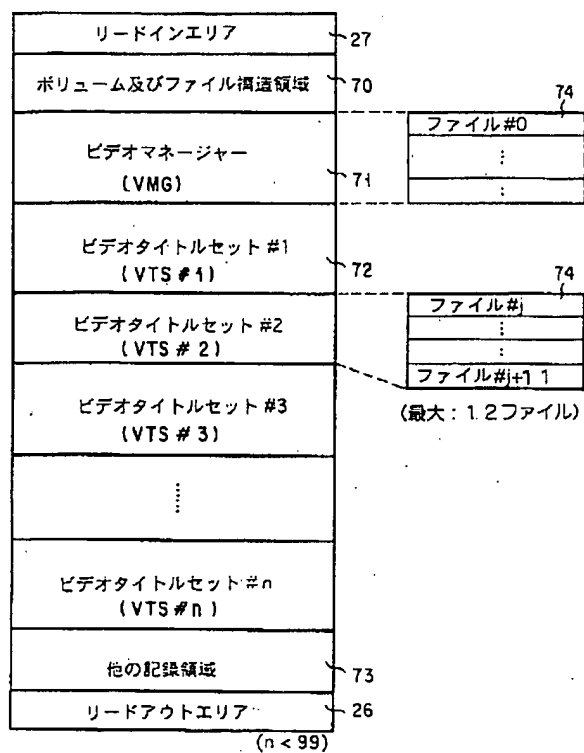 リードインエリア
27
ボリューム及びファイル構造領域
70
ビデオマネージャー
(VMG)
71
74
ファイル#0
⋮
⋮
ビデオタイトルセット#1
(VTS #1)
72
ビデオタイトルセット#2
(VTS # 2)
74
ファイル#j
⋮
⋮
ファイル#j+1 1
(最大:1 2ファイル)
ビデオタイトルセット #3
(VTS # 3)
⋮
ビデオタイトルセット#n
(VTS #n)
他の記録領域
73
リードアウトエリア
26
(n < 99)